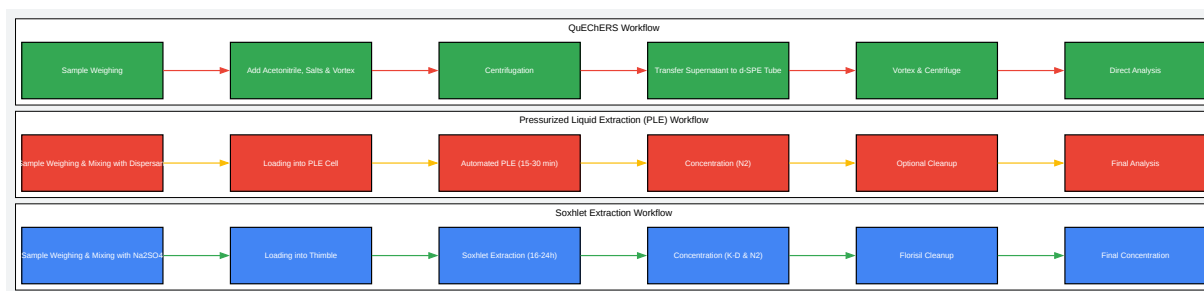 QuEChERS Workflow
Sample Weighing
Add Acetonitrile, Salts & Vortex
Centrifugation
Transfer Supernatant to d-SPE Tube
Vortex & Centrifuge
Direct Analysis
Pressurized Liquid Extraction (PLE) Workflow
Sample Weighing & Mixing with Dispersan
Loading into PLE Cell
Automated PLE (15-30 min)
Concentration (N2)
Optional Cleanup
Final Analysis
Soxhlet Extraction Workflow
Sample Weighing & Mixing with Na2SO4
Loading into Thimble
Soxhlet Extraction (16-24h)
Concentration (K-D & N2)
Florisil Cleanup
Final Concentration